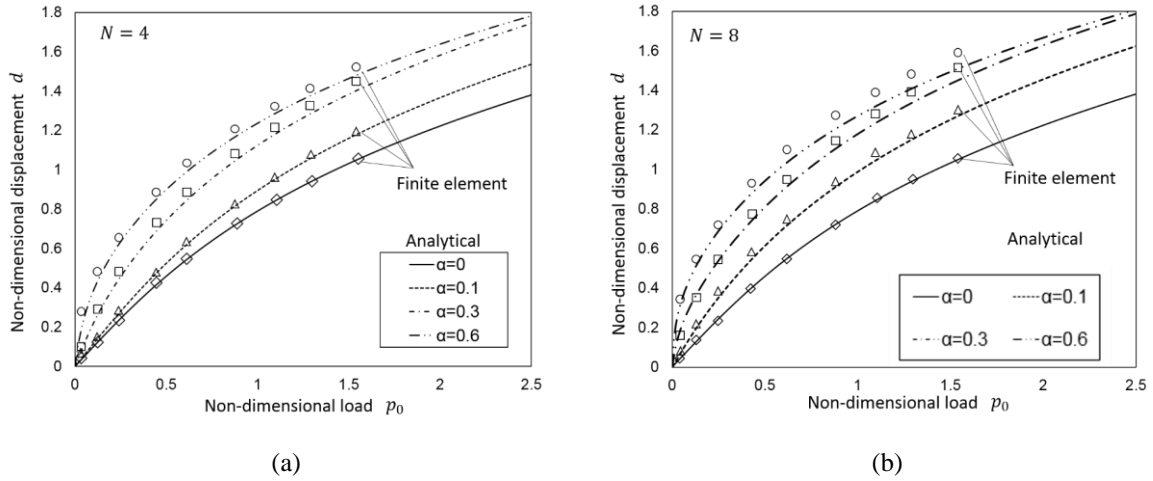 N = 4
Non-dimensional displacement d
1.8
1.6
1.4
1.2
1
0.8
0.6
0.4
0.2
0
Finite element
Analytical
α=0
α=0.1
α=0.3
α=0.6
0 0.5 1 1.5 2 2.5
Non-dimensional load p₀
(a)
N = 8
Non-dimensional displacement d
1.8
1.6
1.4
1.2
1
0.8
0.6
0.4
0.2
0
Finite element
Analytical
α=0 α=0.1
α=0.3 α=0.6
0 0.5 1 1.5 2 2.5
Non-dimensional load p₀
(b)